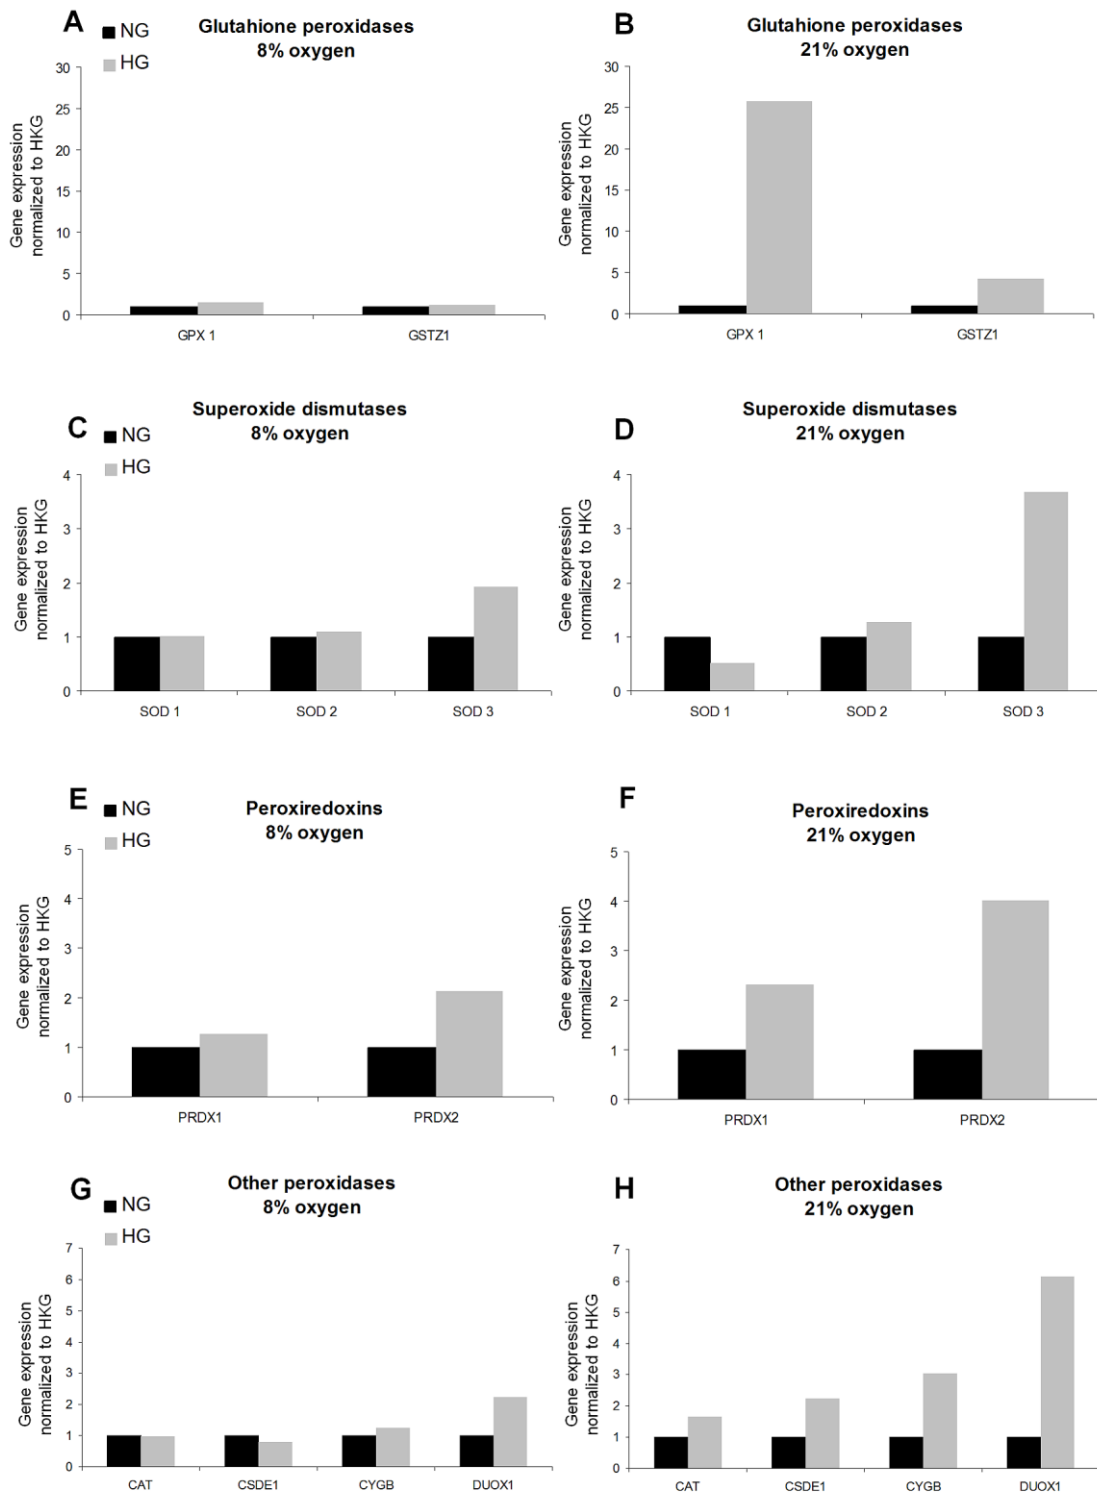 A
NG
HG
Glutahione peroxidases
8% oxygen
Gene expression
normalized to HKG
30
25
20
15
10
5
0
GPX 1
GSTZ1
B
Glutathione peroxidases
21% oxygen
Gene expression
normalized to HKG
30
25
20
15
10
5
0
GPX 1
GSTZ1
C
NG
HG
Superoxide dismutases
8% oxygen
Gene expression
normalized to HKG
4
3
2
1
0
SOD 1
SOD 2
SOD 3
D
Superoxide dismutases
21% oxygen
Gene expression
normalized to HKG
4
3
2
1
0
SOD 1
SOD 2
SOD 3
E
NG
HG
Peroxiredoxins
8% oxygen
Gene expression
normalized to HKG
5
4
3
2
1
0
PRDX1
PRDX2
F
Peroxiredoxins
21% oxygen
Gene expression
normalized to HKG
5
4
3
2
1
0
PRDX1
PRDX2
G
NG
HG
Other peroxidases
8% oxygen
Gene expression
normalized to HKG
7
6
5
4
3
2
1
0
CAT
CSDE1
CYGB
DUOX1
H
Other peroxidases
21% oxygen
Gene expression
normalized to HKG
7
6
5
4
3
2
1
0
CAT
CSDE1
CYGB
DUOX1